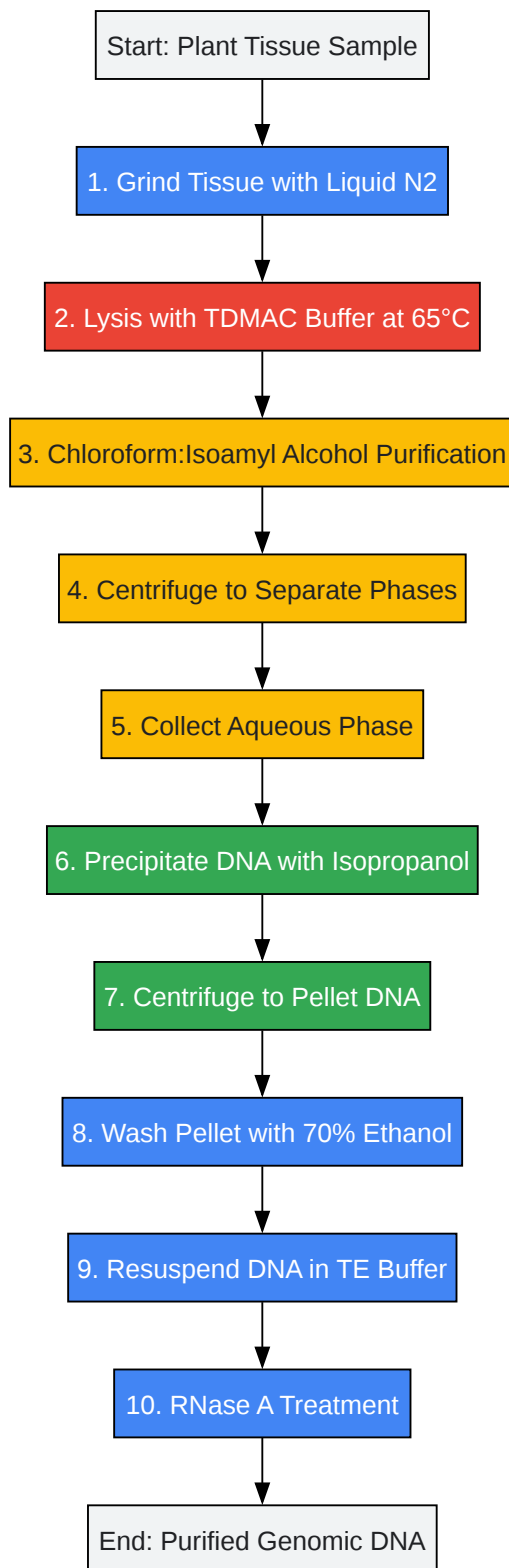 Start: Plant Tissue Sample
1. Grind Tissue with Liquid N2
2. Lysis with TDMAC Buffer at 65°C
3. Chloroform:Isoamyl Alcohol Purification
4. Centrifuge to Separate Phases
5. Collect Aqueous Phase
6. Precipitate DNA with Isopropanol
7. Centrifuge to Pellet DNA
8. Wash Pellet with 70% Ethanol
9. Resuspend DNA in TE Buffer
10. RNase A Treatment
End: Purified Genomic DNA